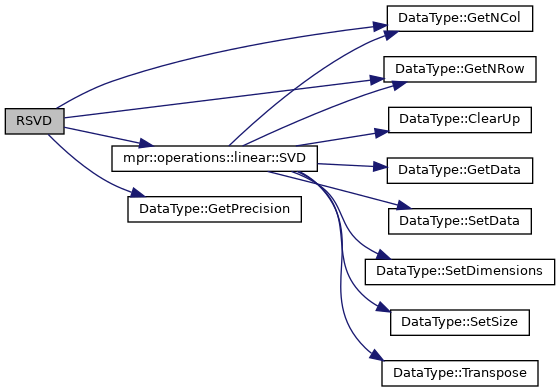 RSVD
mpr::operations::linear::SVD
DataType::GetPrecision
DataType::GetNCol
DataType::GetNRow
DataType::ClearUp
DataType::GetData
DataType::SetData
DataType::SetDimensions
DataType::SetSize
DataType::Transpose